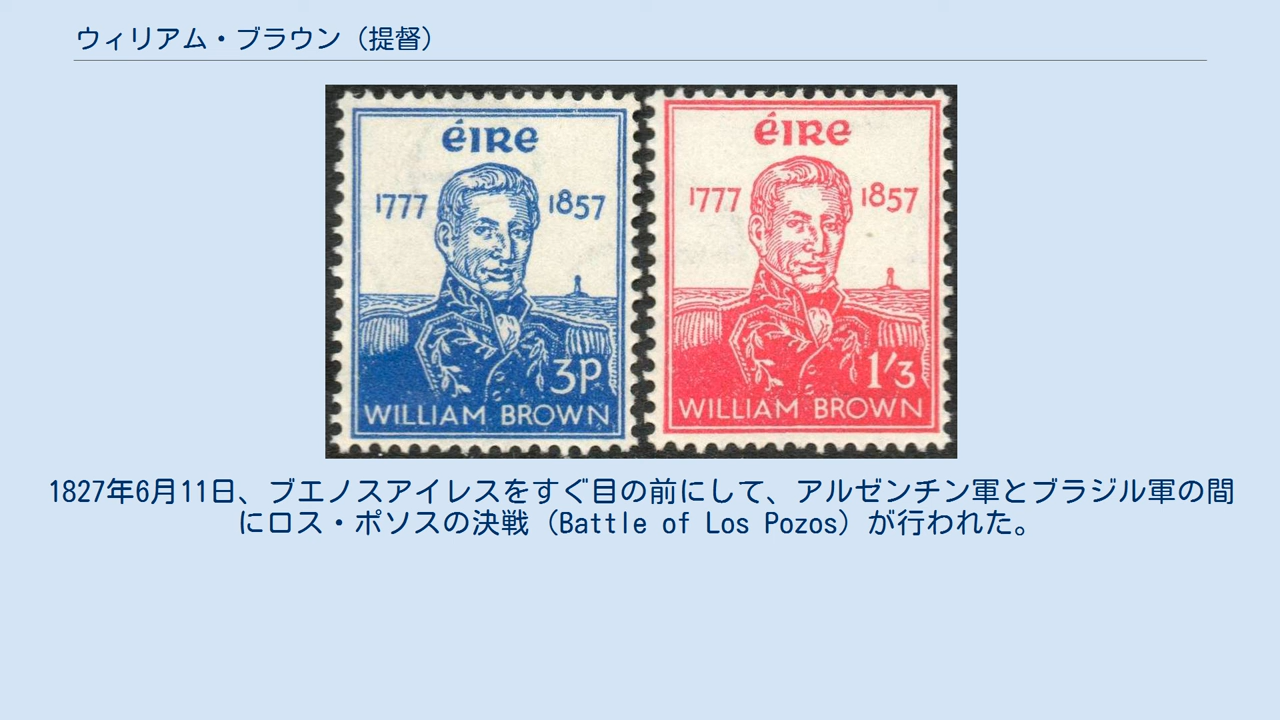 ウィリアム・ブラウン（提督）
éIRe
1777 1857
3P
WILLIAM BROWN
éIRe
1777 1857
1/3
WILLIAM BROWN
1827年6月11日、ブエノスアイレスをすぐ目の前にして、アルゼンチン軍とブラジル軍の間
にロス・ポソスの決戦（Battle of Los Pozos）が行われた。